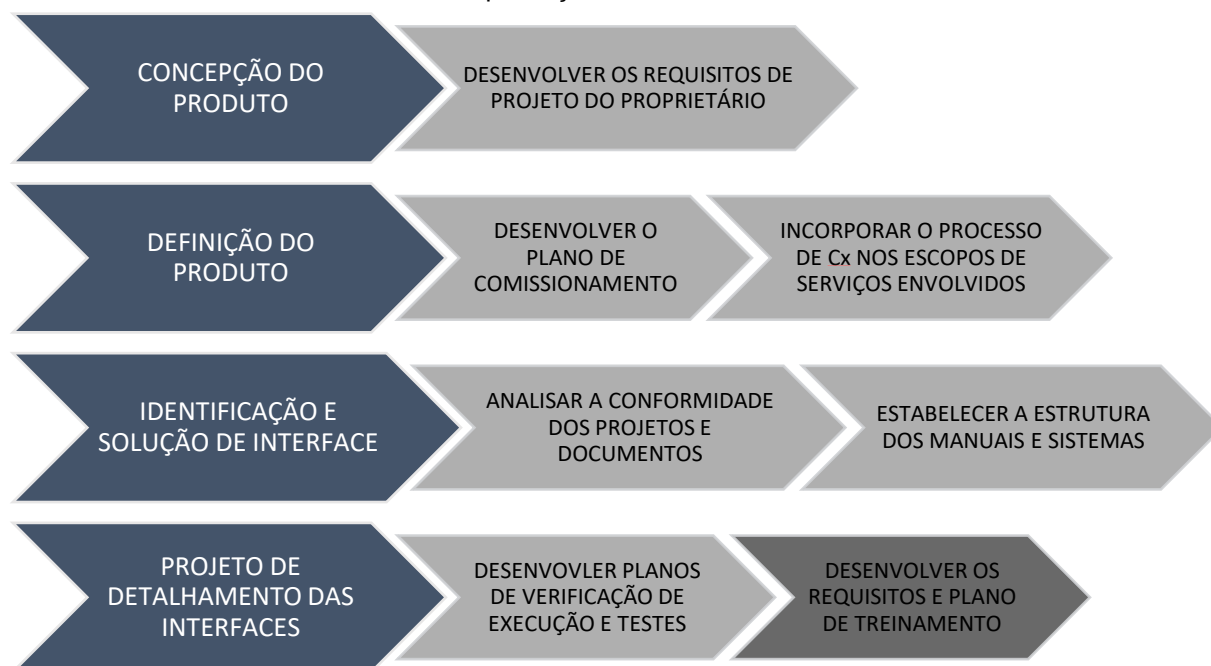 CONCEPÇÃO DO
PRODUTO
DESENVOLVER OS REQUISITOS DE
PROJETO DO PROPRIETÁRIO
DEFINIÇÃO DO
PRODUTO
DESENVOLVER O
PLANO DE
COMISSIONAMENTO
INCORPORAR O PROCESSO
DE Cx NOS ESCOPOS DE
SERVIÇOS ENVOLVIDOS
IDENTIFICAÇÃO E
SOLUÇÃO DE INTERFACE
ANALISAR A CONFORMIDADE
DOS PROJETOS E
DOCUMENTOS
ESTABELECER A ESTRUTURA
DOS MANUAIS E SISTEMAS
PROJETO DE
DETALHAMENTO DAS
INTERFACES
DESENVOVLER PLANOS
DE VERIFICAÇÃO DE
EXECUÇÃO E TESTES
DESENVOLVER OS
REQUISITOS E PLANO
DE TREINAMENTO